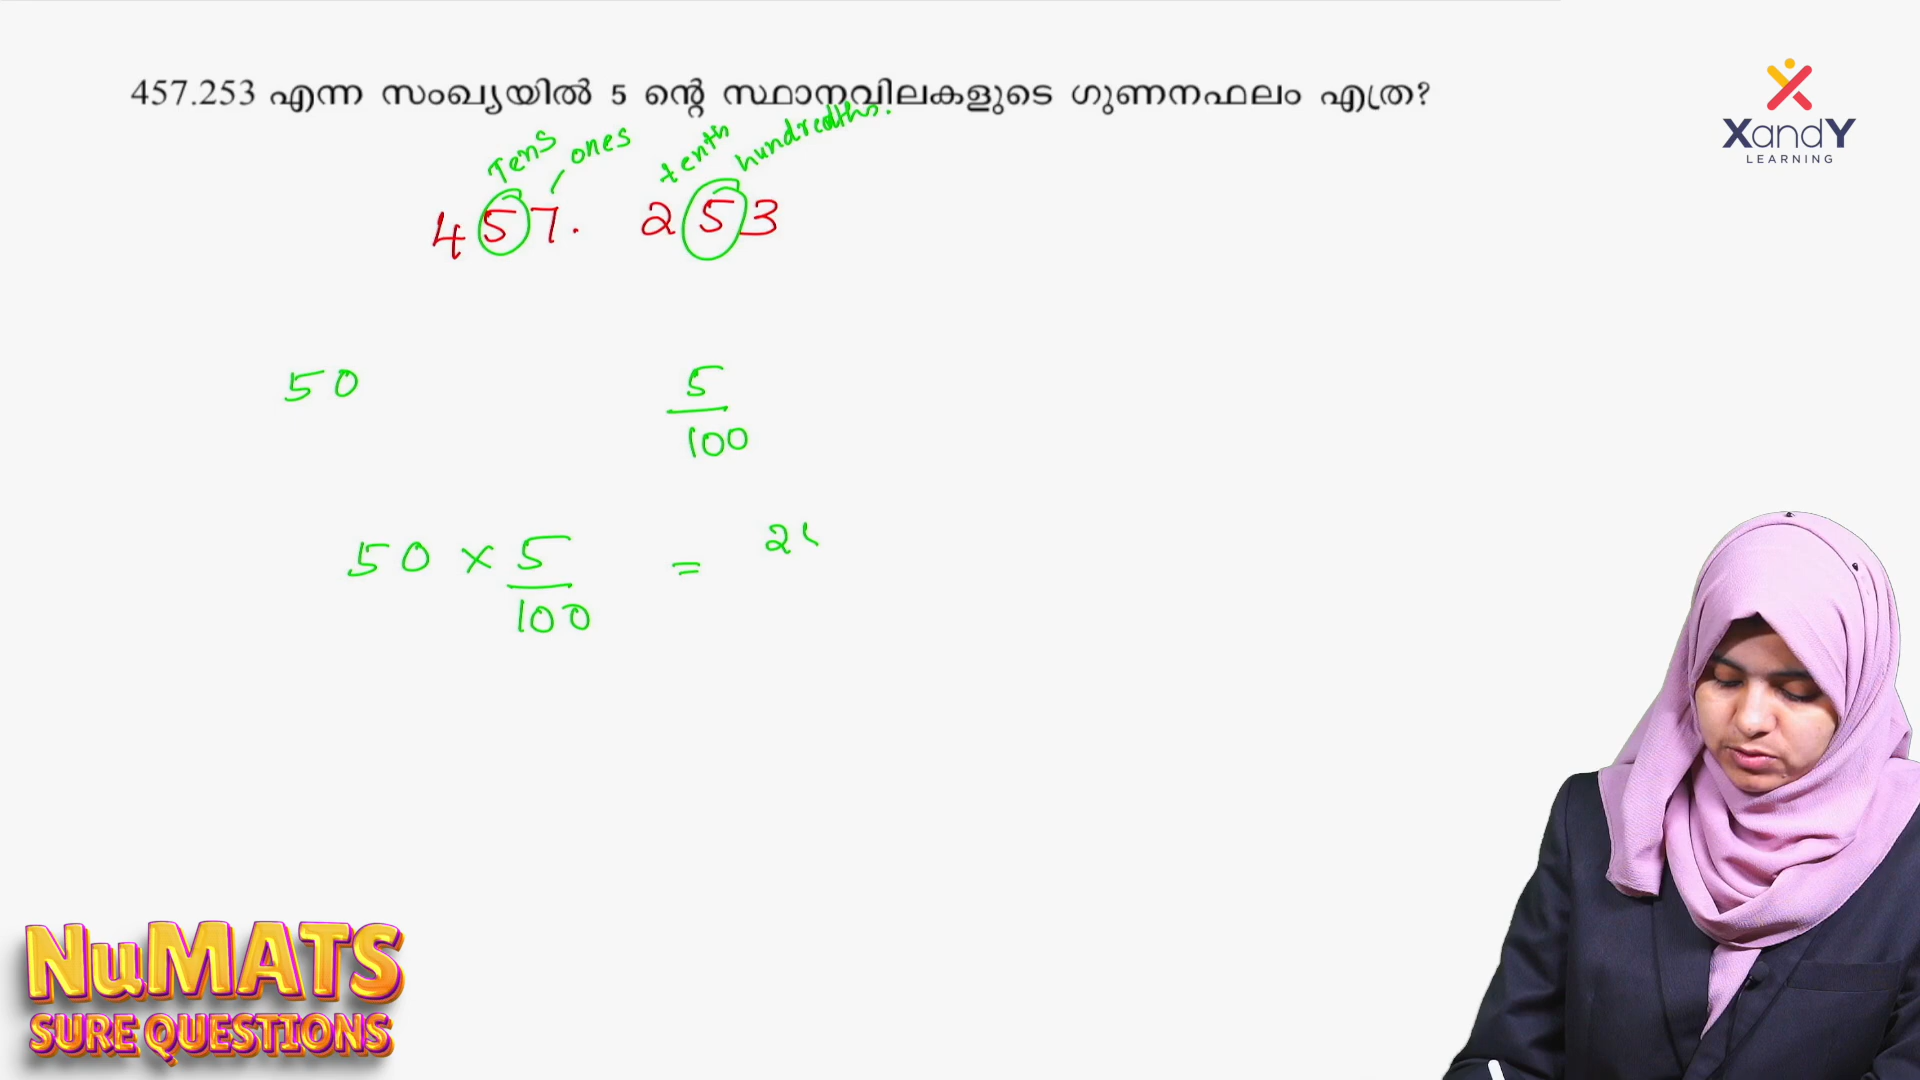 457.253 എന്ന സംഖ്യയിൽ 5 ന്റെ സ്ഥാനവിലകളുടെ ഗുണനഫലം എത്ര?
XandY
LEARNING
Tens ones tenth hundredths.
457. 253
50
5
100
50 × 5 =
100
NuMATS
SURE QUESTIONS